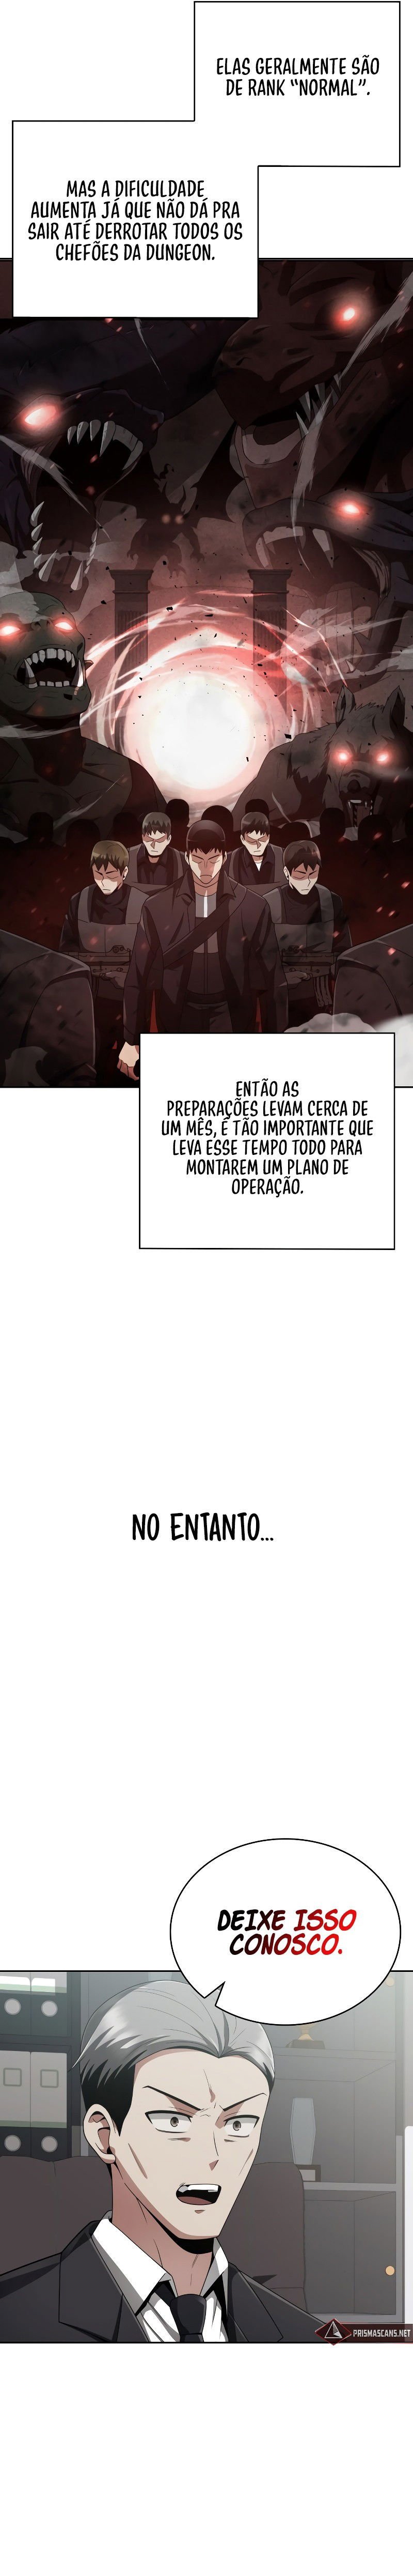 ELAS GERALMENTE SÃO
DE RANK “NORMAL”.
MAS A DIFICULDADE
AUMENTA JÁ QUE NÃO DÁ PRA
SAIR ATÉ DERROTAR TODOS OS
CHEFÕES DA DUNGEON.
ENTÃO AS
PREPARAÇÕES LEVAM CERCA DE
UM MÊS, É TÃO IMPORTANTE QUE
LEVA ESSE TEMPO TODO PARA
MONTAREM UM PLANO DE
OPERAÇÃO.
NO ENTANTO...
DEIXE ISSO
CONOSCO.
PRISMASCANS.NET